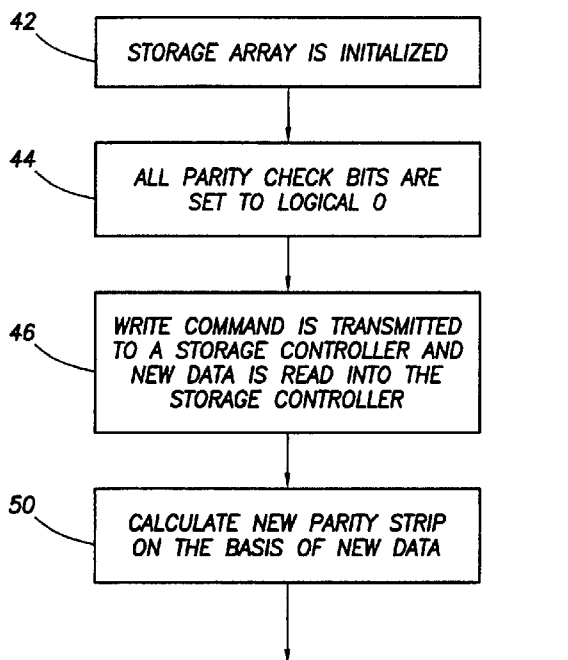 42
STORAGE ARRAY IS INITIALIZED
44
ALL PARITY CHECK BITS ARE
SET TO LOGICAL 0
46
WRITE COMMAND IS TRANSMITTED
TO A STORAGE CONTROLLER AND
NEW DATA IS READ INTO THE
STORAGE CONTROLLER
50
CALCULATE NEW PARITY STRIP
ON THE BASIS OF NEW DATA